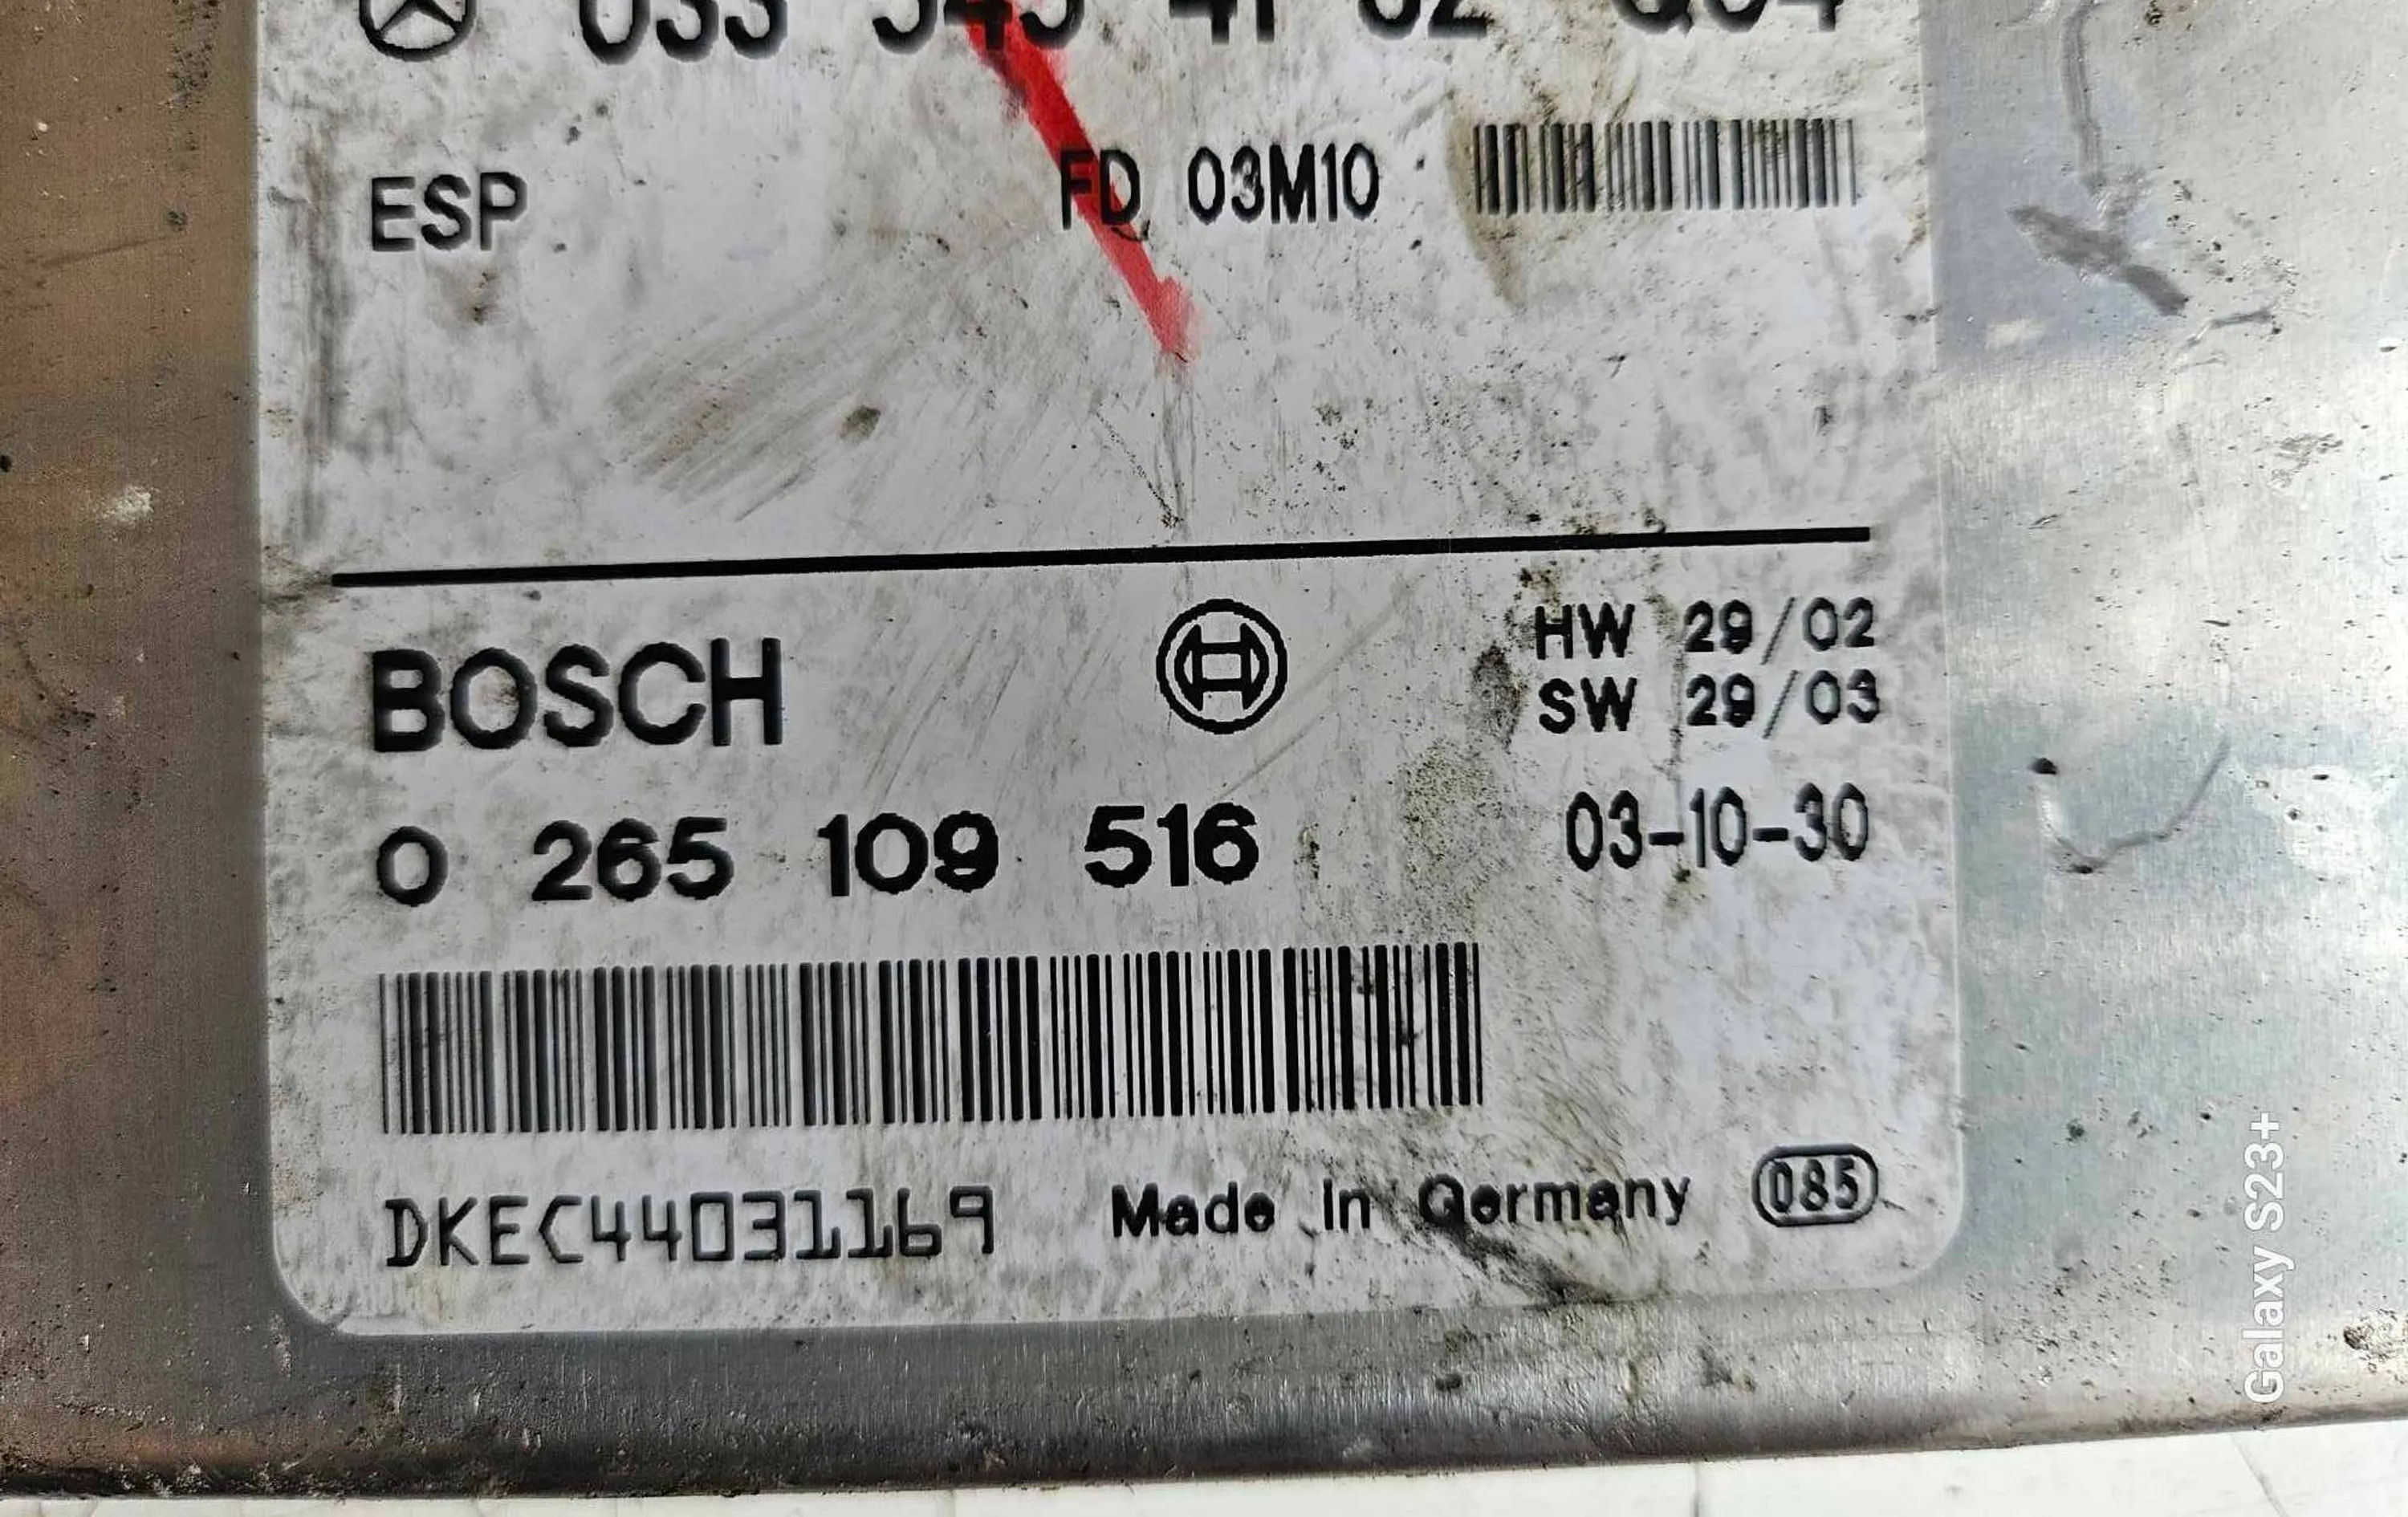 ESP FD 03M10
BOSCH HW 29/02
SW 29/03
0 265 109 516 03-10-30
DKEC44031169 Made in Germany 085
Galaxy S23+